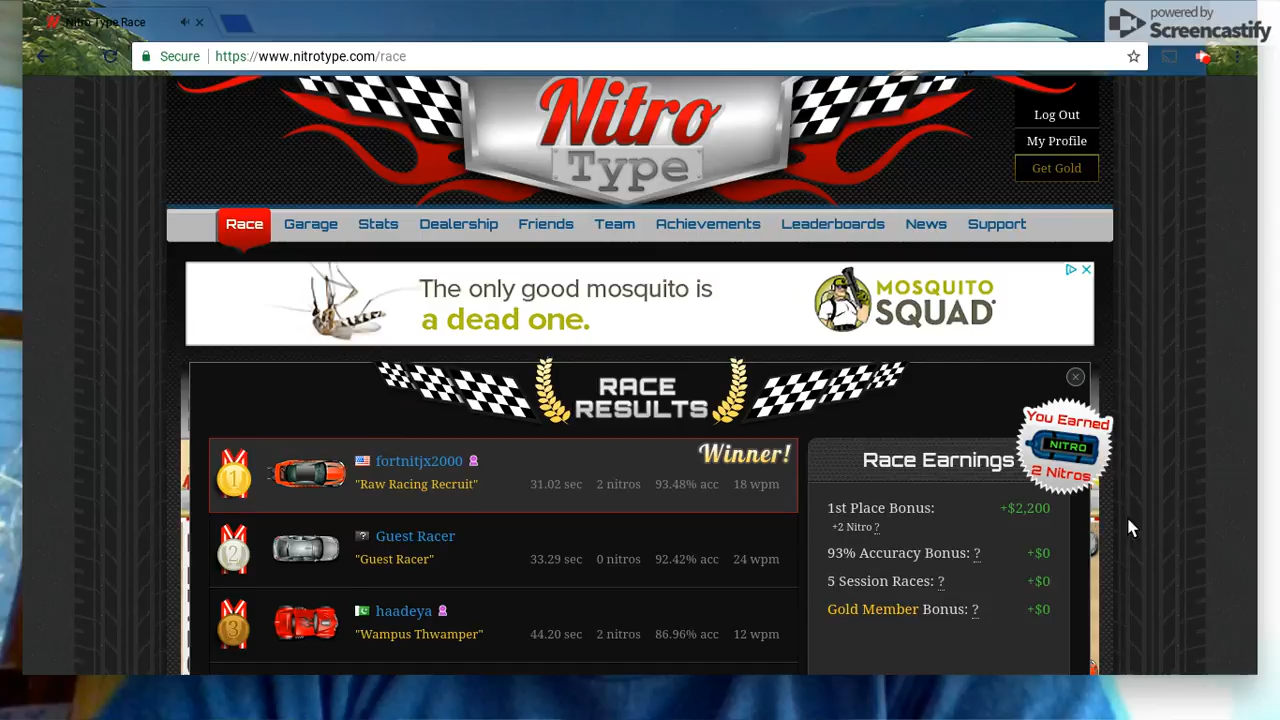 Nitro Type Race
powered by
Screencastify
Secure
https://www.nitrotype.com/race
Nitro
Type
Log Out
My Profile
Get Gold
Race
Garage
Stats
Dealership
Friends
Team
Achievements
Leaderboards
News
Support
The only good mosquito is
a dead one.
MOSQUITO
SQUAD®
RACE
RESULTS
You Earned
NITRO
2 Nitros
1
fortnitjx2000
Winner!
"Raw Racing Recruit"
31.02 sec
2 nitros
93.48% acc
18 wpm
2
?
Guest Racer
"Guest Racer"
33.29 sec
0 nitros
92.42% acc
24 wpm
3
haadeya
"Wampus Thwamper"
44.20 sec
2 nitros
86.96% acc
12 wpm
Race Earnings
1st Place Bonus:
+$2,200
+2 Nitro ?
93% Accuracy Bonus: ?
+$0
5 Session Races: ?
+$0
Gold Member Bonus: ?
+$0